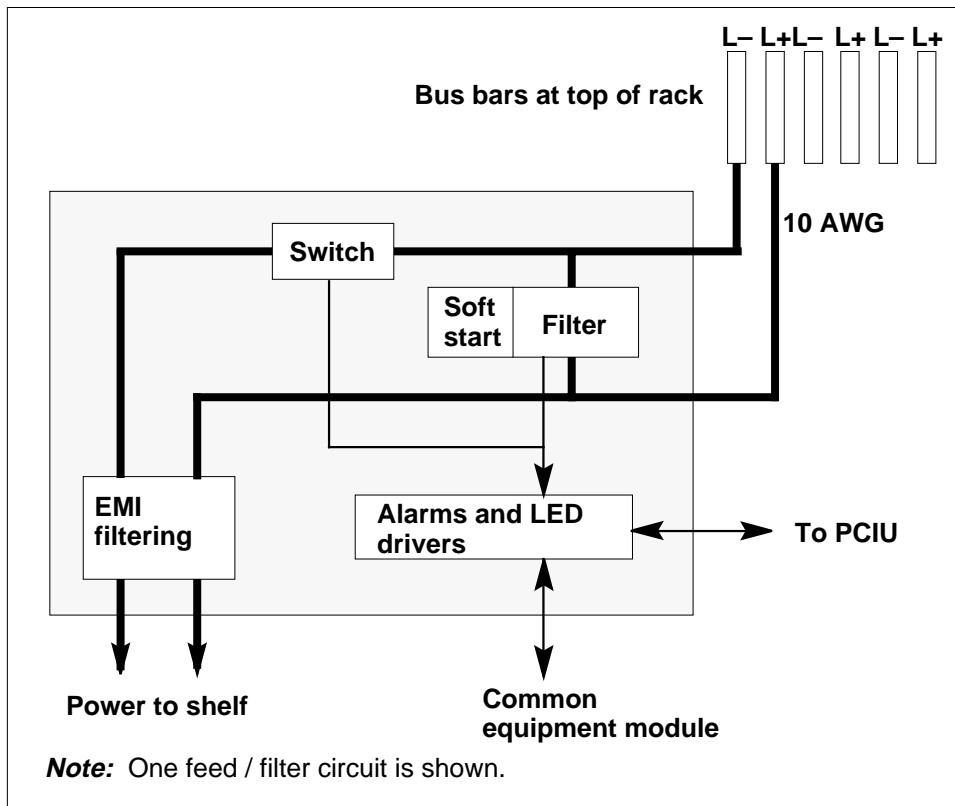 L– L+ L– L+ L– L+
Bus bars at top of rack
10 AWG
Switch
Soft
start
Filter
EMI
filtering
Alarms and LED
drivers
To PCIU
Power to shelf
Common
equipment module
Note: One feed / filter circuit is shown.